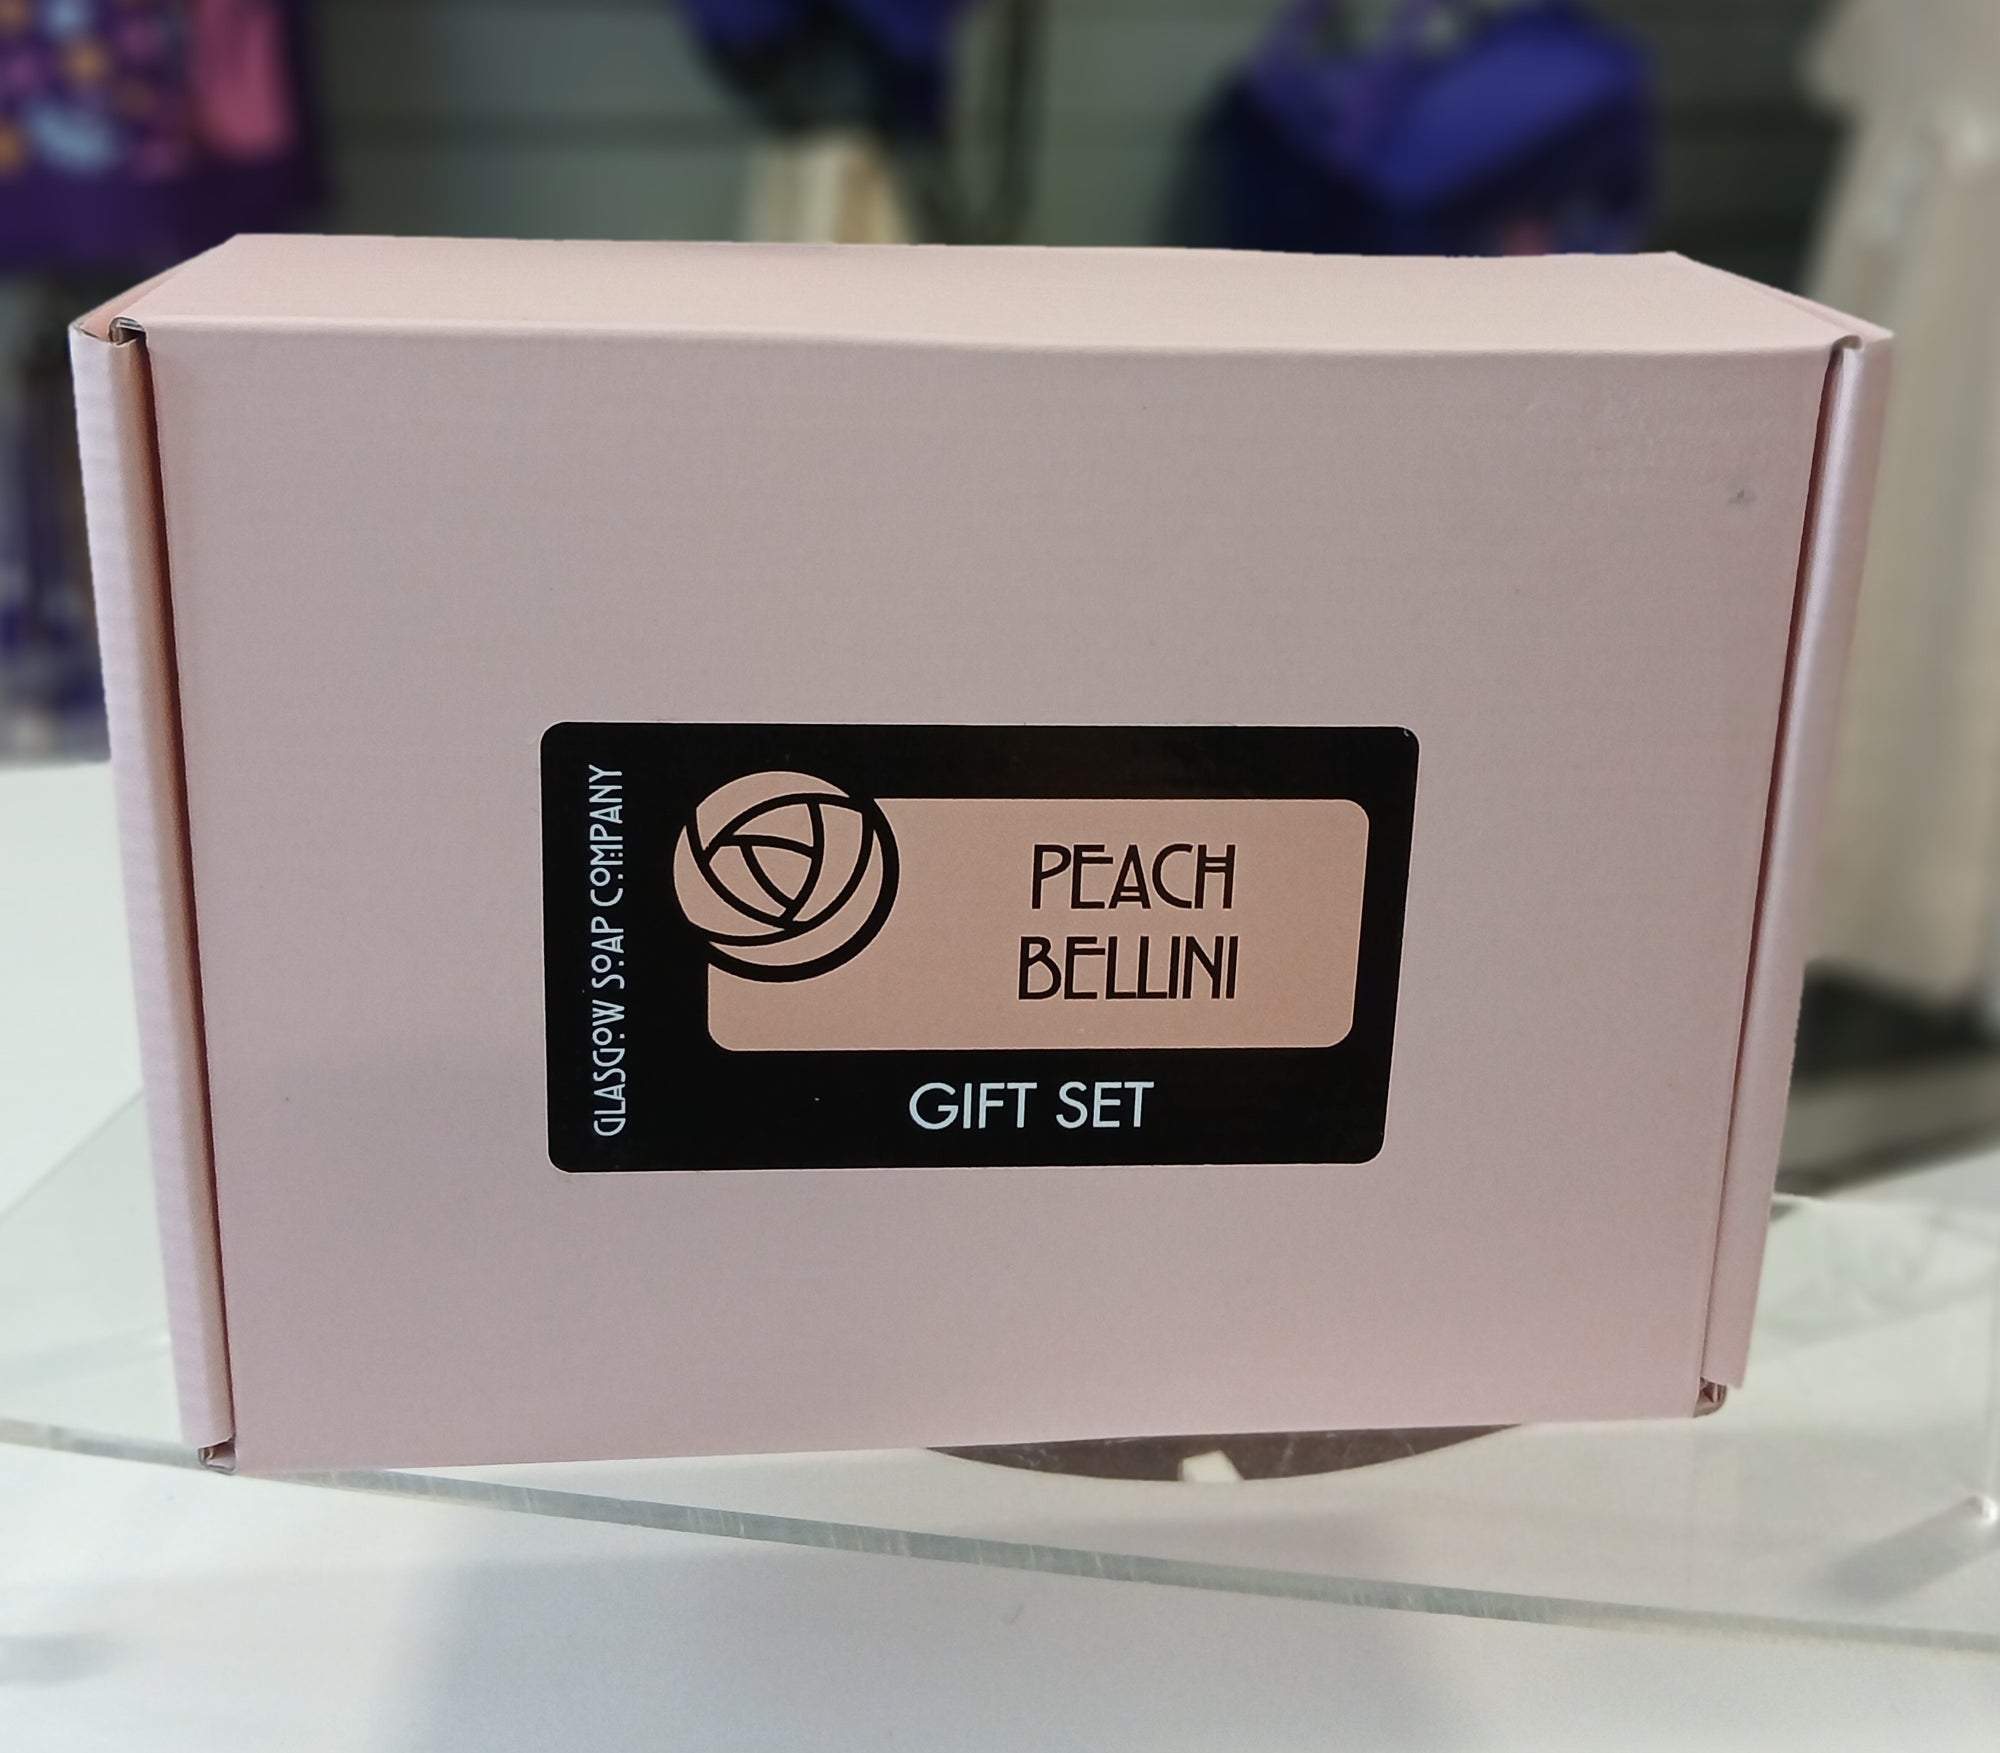 GLASGOW SOAP COMPANY
PEACH
BELLINI
GIFT SET